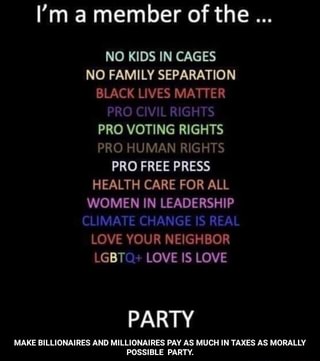 I'm a member of the ...
NO KIDS IN CAGES
NO FAMILY SEPARATION
BLACK LIVES MATTER
PRO CIVIL RIGHTS
PRO VOTING RIGHTS
PRO HUMAN RIGHTS
PRO FREE PRESS
HEALTH CARE FOR ALL
WOMEN IN LEADERSHIP
CLIMATE CHANGE IS REAL
LOVE YOUR NEIGHBOR
LGBTQ+ LOVE IS LOVE
PARTY
MAKE BILLIONAIRES AND MILLIONAIRES PAY AS MUCH IN TAXES AS MORALLY
POSSIBLE PARTY.